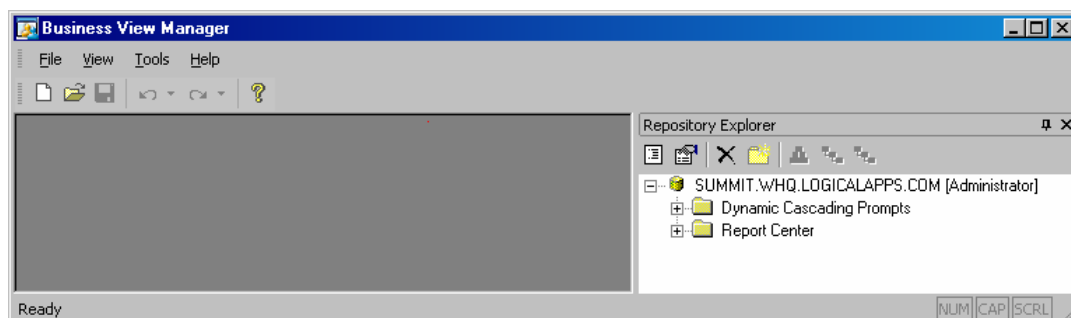 Business View Manager
File View Tools Help
Repository Explorer
SUMMIT.WHQ.LOGICALAPPS.COM [Administrator]
Dynamic Cascading Prompts
Report Center
Ready
NUM CAP SCRL